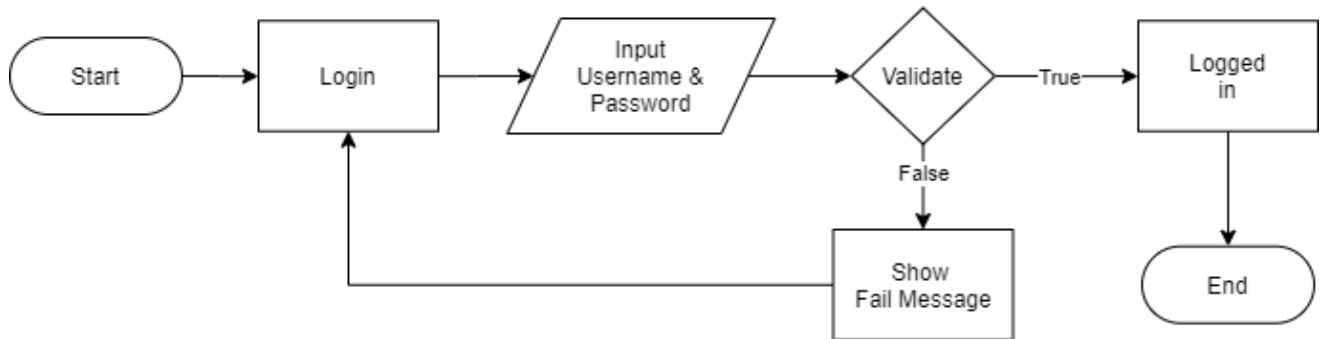 Start
Login
Input
Username &
Password
Validate
True
Logged
in
False
Show
Fail Message
End